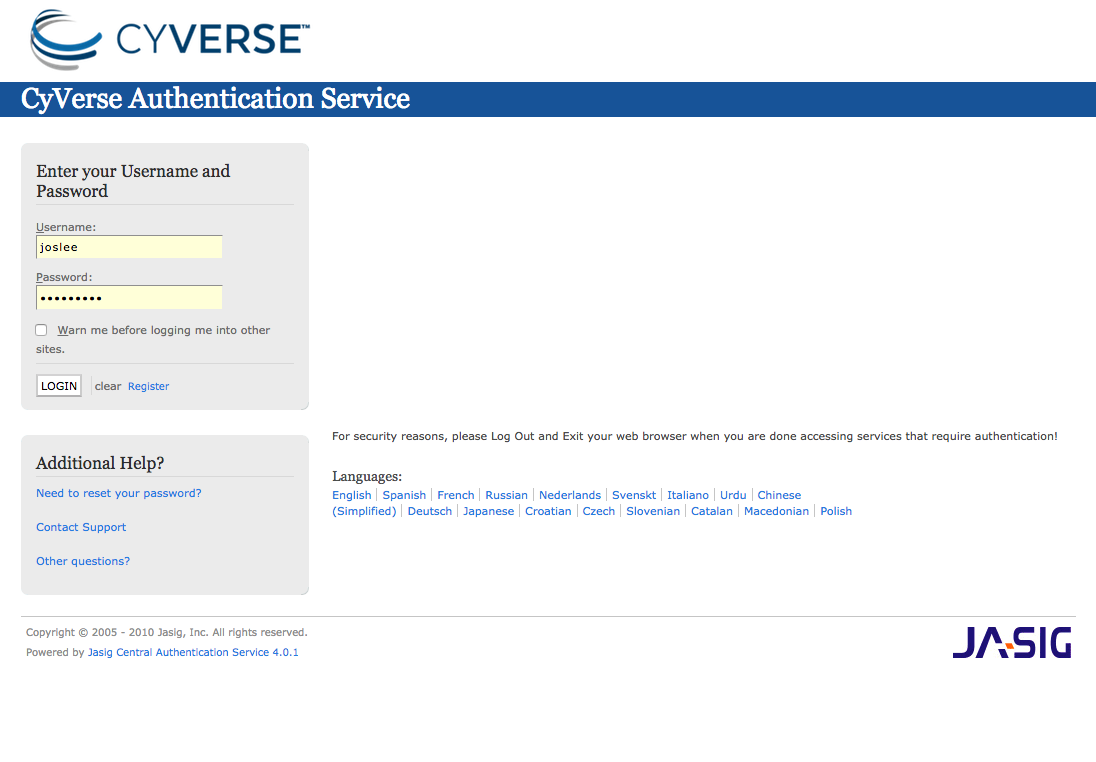 CYVERSE™
CyVerse Authentication Service
Enter your Username and
Password
Username:
joslee
Password:
•••••••••
Warn me before logging me into other
sites.
LOGIN
clear
Register
For security reasons, please Log Out and Exit your web browser when you are done accessing services that require authentication!
Additional Help?
Need to reset your password?
Contact Support
Other questions?
Languages:
English | Spanish | French | Russian | Nederlands | Svenskt | Italiano | Urdu | Chinese
(Simplified) | Deutsch | Japanese | Croatian | Czech | Slovenian | Catalan | Macedonian | Polish
Copyright © 2005 - 2010 Jasig, Inc. All rights reserved.
Powered by Jasig Central Authentication Service 4.0.1
JA-SIG